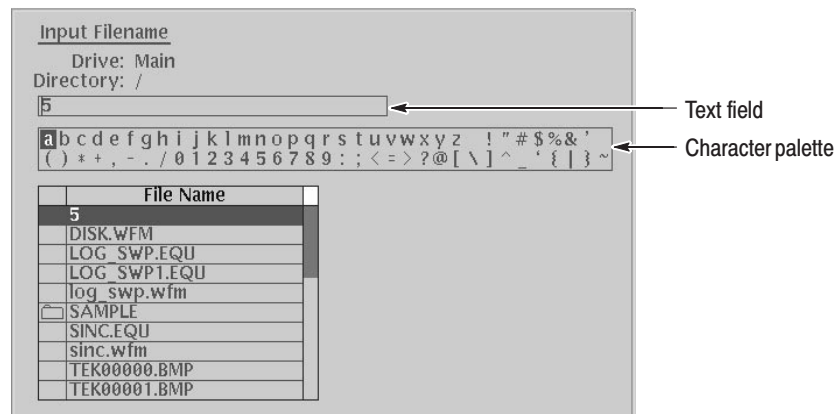 Input Filename
Drive: Main
Directory: /
5
Text field
a b c d e f g h i j k l m n o p q r s t u v w x y z ! " # $ % & '
( ) * + , - . / 0 1 2 3 4 5 6 7 8 9 : ; < = > ? @ [ \ ] ^ _ ‘ { | } ~
Character palette
File Name
5
DISK.WFM
LOG_SWP.EQU
LOG_SWP1.EQU
log_swp.wfm
SAMPLE
SINC.EQU
sinc.wfm
TEK00000.BMP
TEK00001.BMP